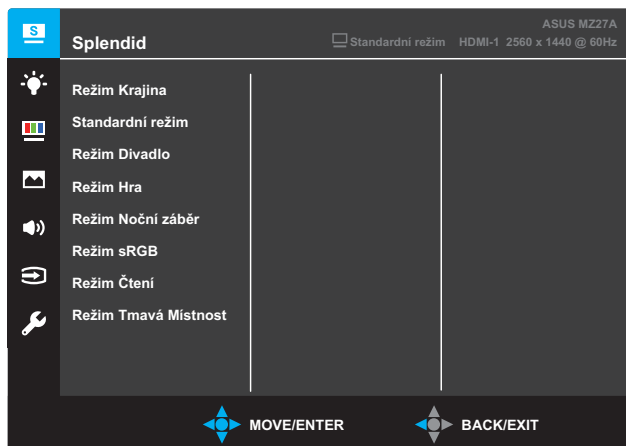 S
ASUS MZ27A
Splendid
Standardní režim HDMI-1 2560 x 1440 @ 60Hz
Režim Krajina
Standardní režim
Režim Divadlo
Režim Hra
Režim Noční záběr
Režim sRGB
Režim Čtení
Režim Tmavá Místnost
MOVE/ENTER BACK/EXIT